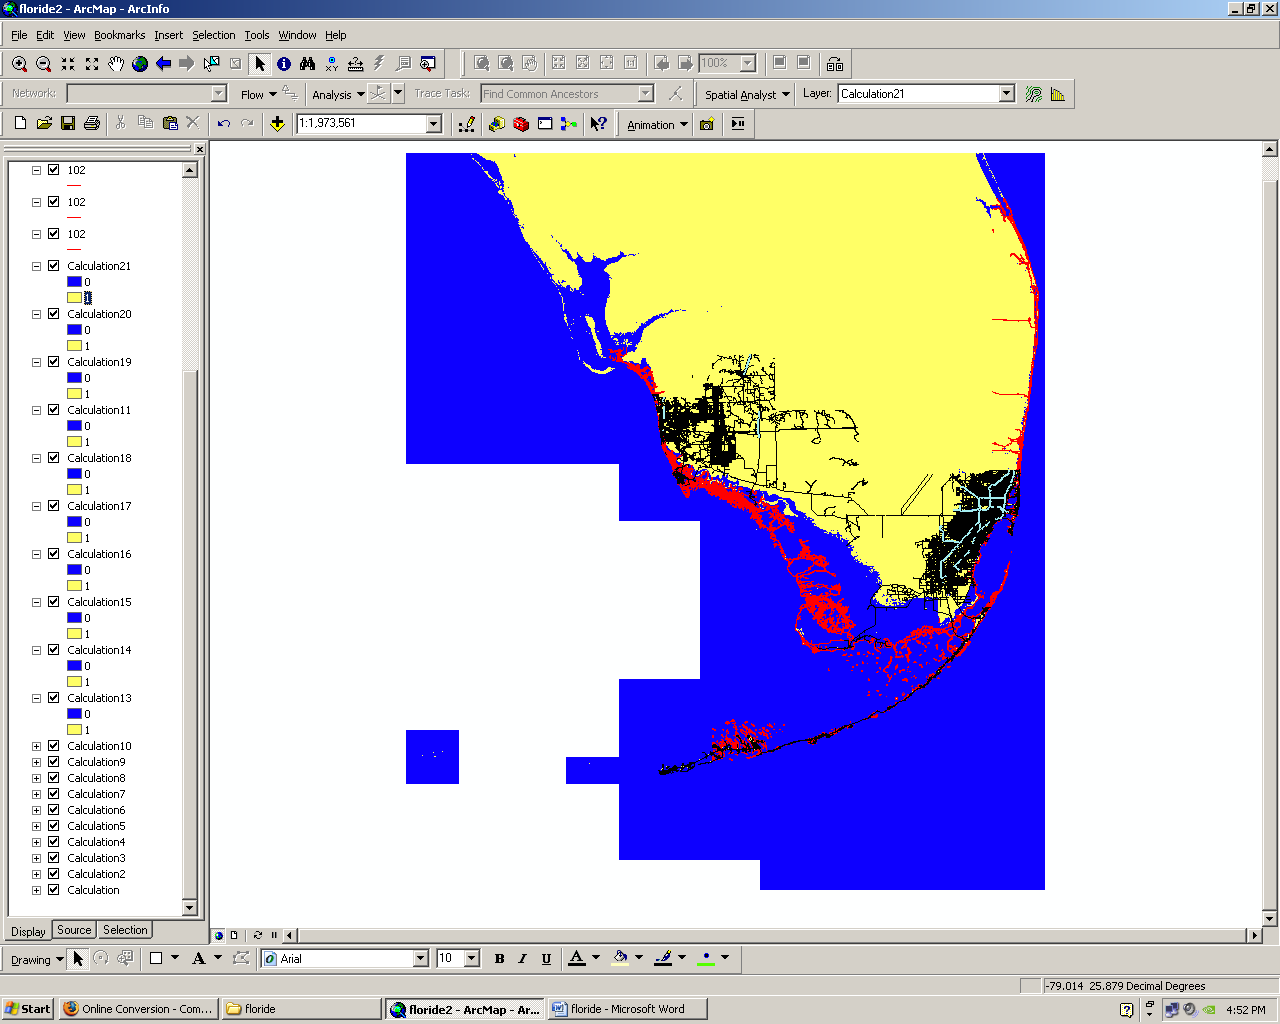 floride2 - ArcMap - ArcInfo
File Edit View Bookmarks Insert Selection Tools Window Help
100%
Network: Flow Analysis Trace Task: Find Common Ancestors Spatial Analyst Layer: Calculation21
1:1,973,561 Animation
102
102
102
Calculation21
0
1
Calculation20
0
1
Calculation19
0
1
Calculation11
0
1
Calculation18
0
1
Calculation17
0
1
Calculation16
0
1
Calculation15
0
1
Calculation14
0
1
Calculation13
0
1
Calculation10
Calculation9
Calculation8
Calculation7
Calculation6
Calculation5
Calculation4
Calculation3
Calculation2
Calculation
Display Source Selection
Drawing A Arial 10 B I U A
-79.014 25.879 Decimal Degrees
Start Online Conversion - Com... floride floride2 - ArcMap - Ar... floride - Microsoft Word 4:52 PM